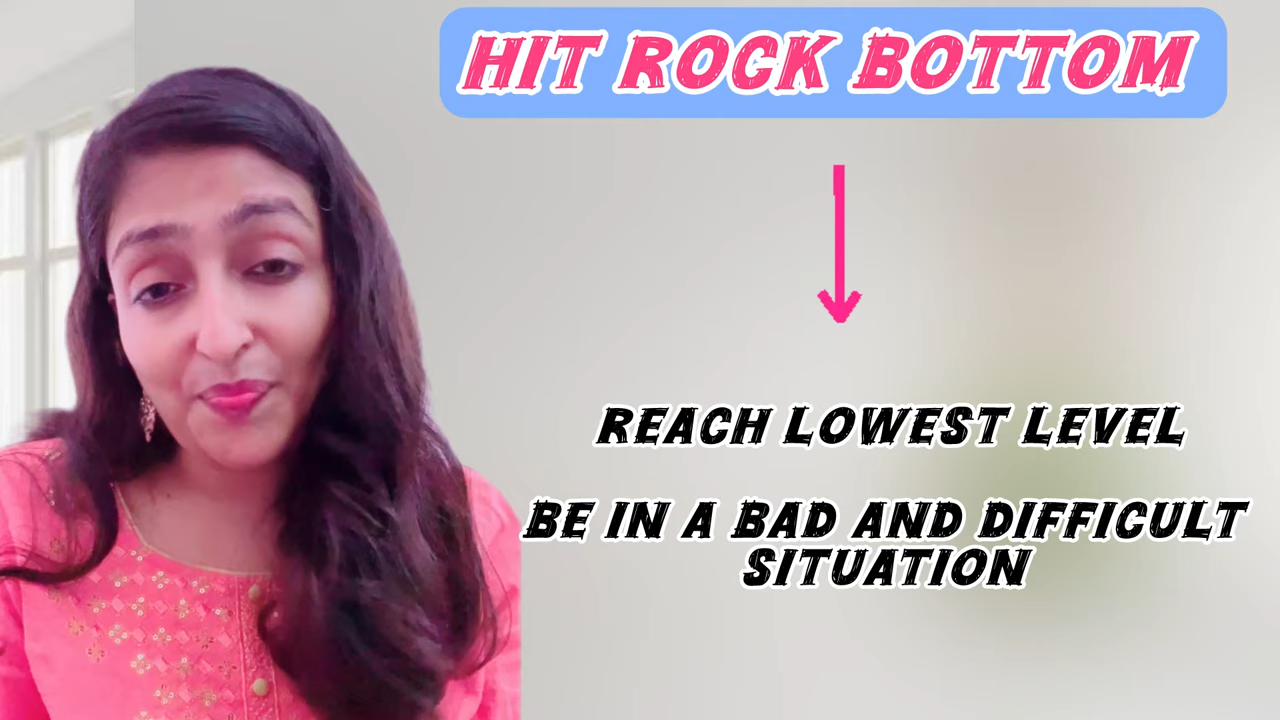 HIT ROCK BOTTOM
REACH LOWEST LEVEL
BE IN A BAD AND DIFFICULT
SITUATION